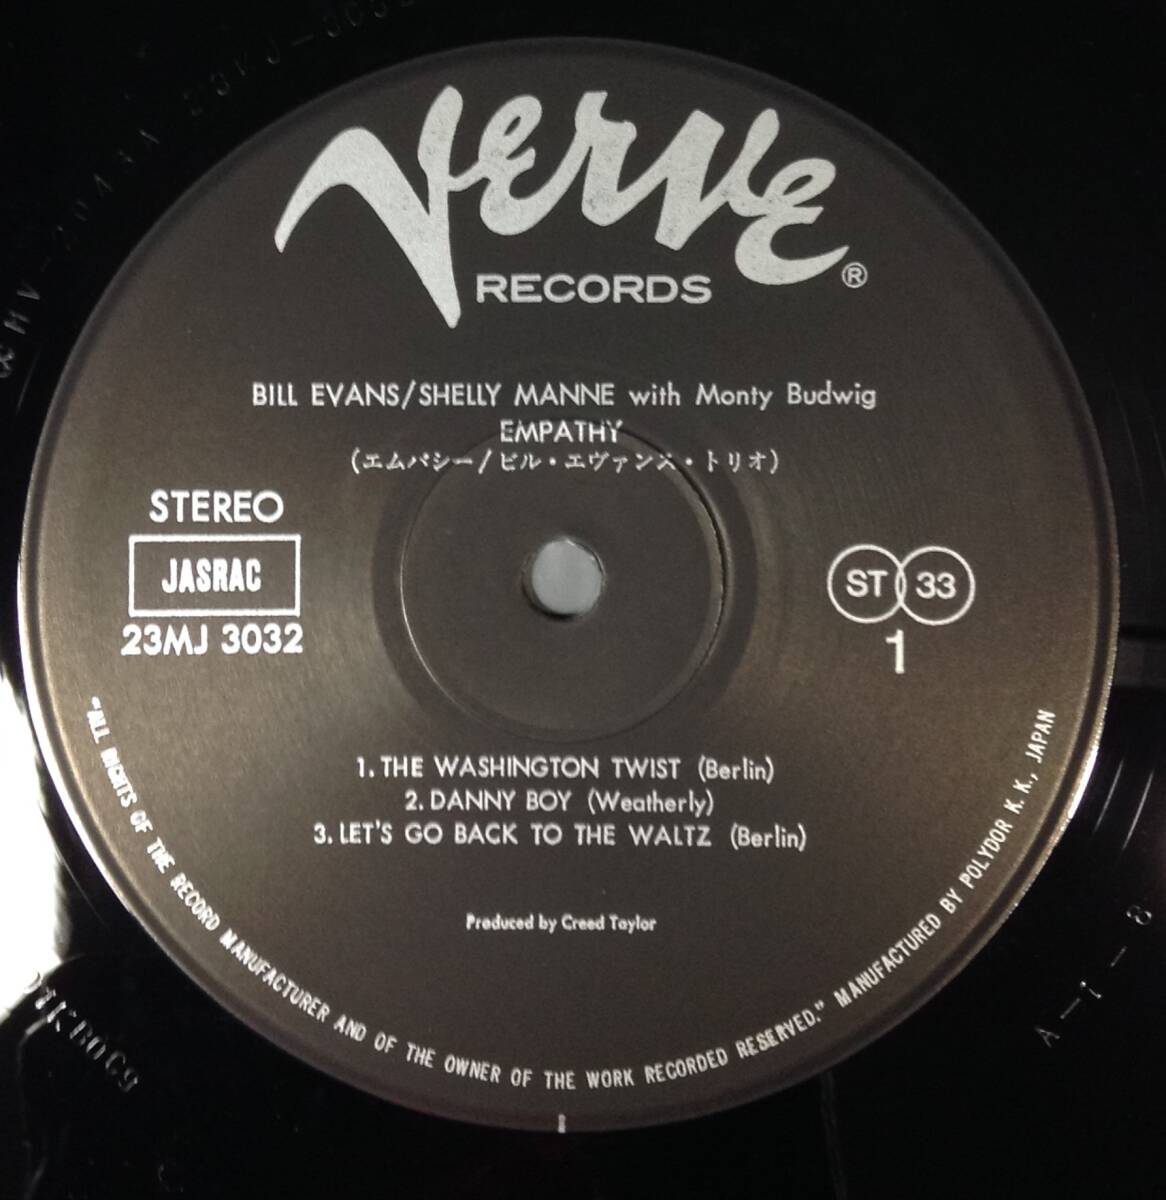 VERVE ®
RECORDS
BILL EVANS/SHELLY MANNE with Monty Budwig
EMPATHY
(エムパシー/ビル・エヴァンス・トリオ)
STEREO
JASRAC
23MJ 3032
ST 33
1
1. THE WASHINGTON TWIST (Berlin)
2. DANNY BOY (Weatherly)
3. LET'S GO BACK TO THE WALTZ (Berlin)
Produced by Creed Taylor
"ALL RIGHTS OF THE RECORD MANUFACTURER AND OF THE OWNER OF THE WORK RECORDED RESERVED." MANUFACTURED BY POLYDOR K.K., JAPAN
A-1-8